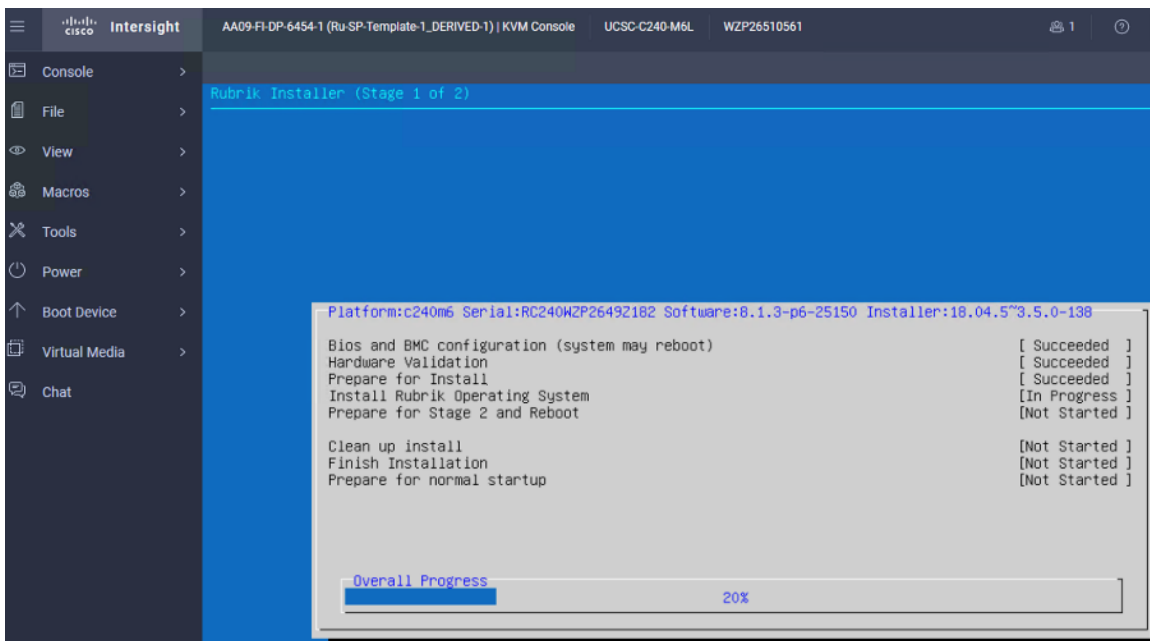 cisco Intersight AA09-FI-DP-6454-1 (Ru-SP-Template-1_DERIVED-1) | KVM Console UCSC-C240-M6L WZP26510561 1
Console
File
View
Macros
Tools
Power
Boot Device
Virtual Media
Chat
Rubrik Installer (Stage 1 of 2)
Platform:c240m6 Serial:RC240WZP2649Z182 Software:8.1.3-p6-25150 Installer:18.04.5~3.5.0-138
Bios and BMC configuration (system may reboot) [ Succeeded ]
Hardware Validation [ Succeeded ]
Prepare for Install [ Succeeded ]
Install Rubrik Operating System [In Progress ]
Prepare for Stage 2 and Reboot [Not Started ]
Clean up install [Not Started ]
Finish Installation [Not Started ]
Prepare for normal startup [Not Started ]
Overall Progress
20%